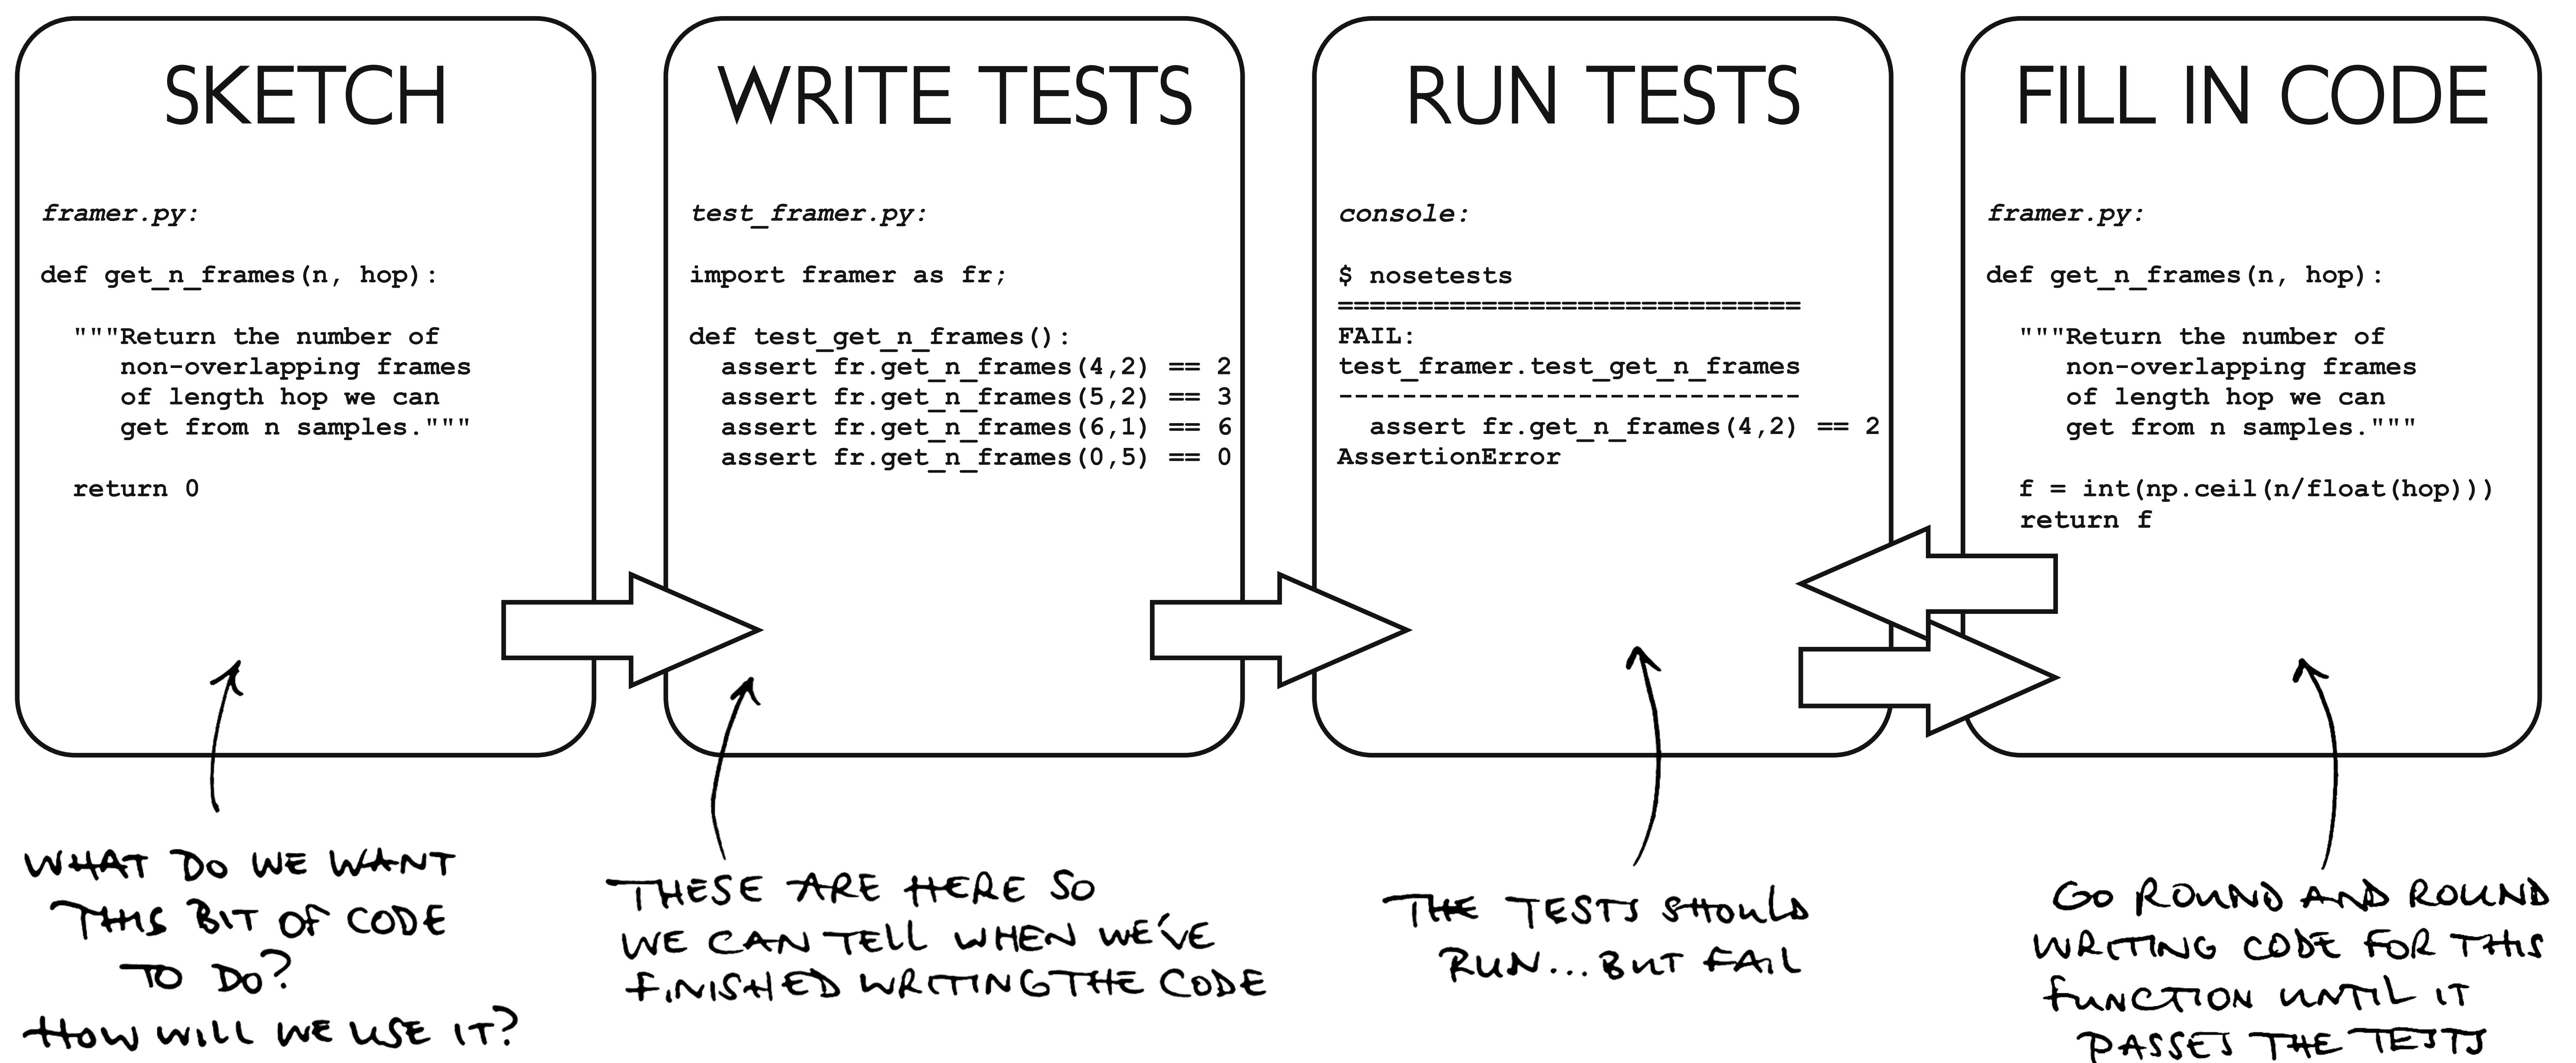 SKETCH
framer.py:
def get_n_frames(n, hop):
"""Return the number of
non-overlapping frames
of length hop we can
get from n samples."""
return 0
WHAT DO WE WANT
THIS BIT OF CODE
TO DO?
HOW WILL WE USE IT?
WRITE TESTS
test_framer.py:
import framer as fr;
def test_get_n_frames():
assert fr.get_n_frames(4,2) == 2
assert fr.get_n_frames(5,2) == 3
assert fr.get_n_frames(6,1) == 6
assert fr.get_n_frames(0,5) == 0
THESE ARE HERE SO
WE CAN TELL WHEN WE'VE
FINISHED WRITING THE CODE
RUN TESTS
console:
$ nosetests
=============================
FAIL:
test_framer.test_get_n_frames
-----------------------------
assert fr.get_n_frames(4,2) == 2
AssertionError
THE TESTS SHOULD
RUN... BUT FAIL
FILL IN CODE
framer.py:
def get_n_frames(n, hop):
"""Return the number of
non-overlapping frames
of length hop we can
get from n samples."""
f = int(np.ceil(n/float(hop)))
return f
GO ROUND AND ROUND
WRITING CODE FOR THIS
FUNCTION UNTIL IT
PASSES THE TESTS